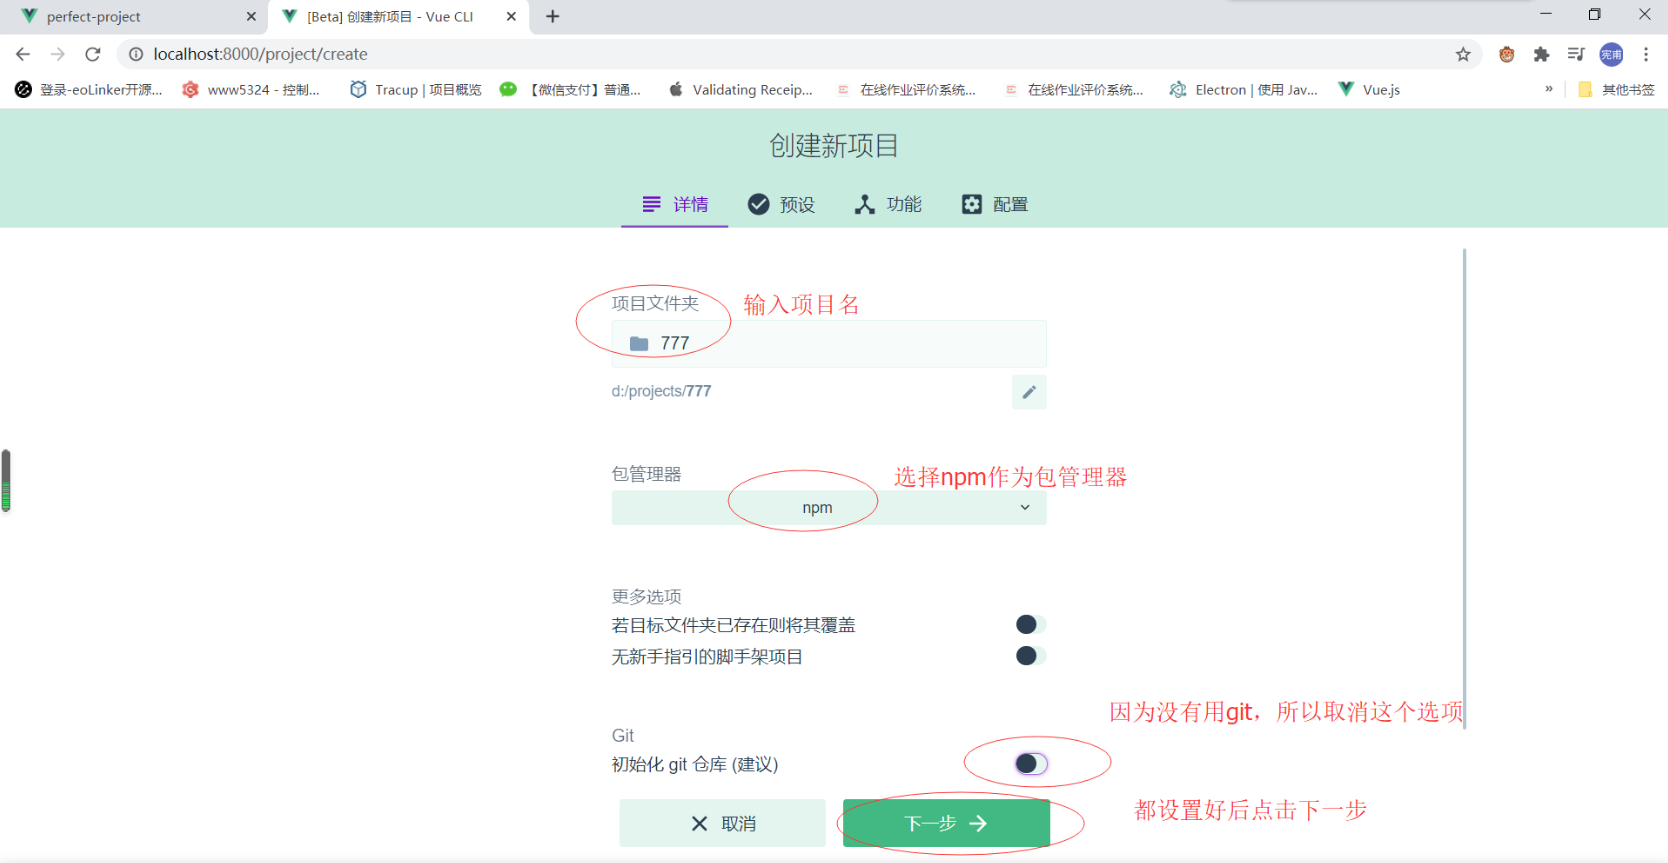 perfect-project
[Beta] 创建新项目 - Vue CLI
localhost:8000/project/create
宪甫
登录-eoLinker开源...
www5324 - 控制...
Tracup | 项目概览
【微信支付】普通...
Validating Receip...
在线作业评价系统...
在线作业评价系统...
Electron | 使用 Jav...
Vue.js
»
其他书签
创建新项目
详情
预设
功能
配置
项目文件夹
输入项目名
777
d:/projects/777
包管理器
选择npm作为包管理器
npm
更多选项
若目标文件夹已存在则将其覆盖
无新手指引的脚手架项目
因为没有用git，所以取消这个选项
Git
初始化 git 仓库 (建议)
都设置好后点击下一步
取消
下一步